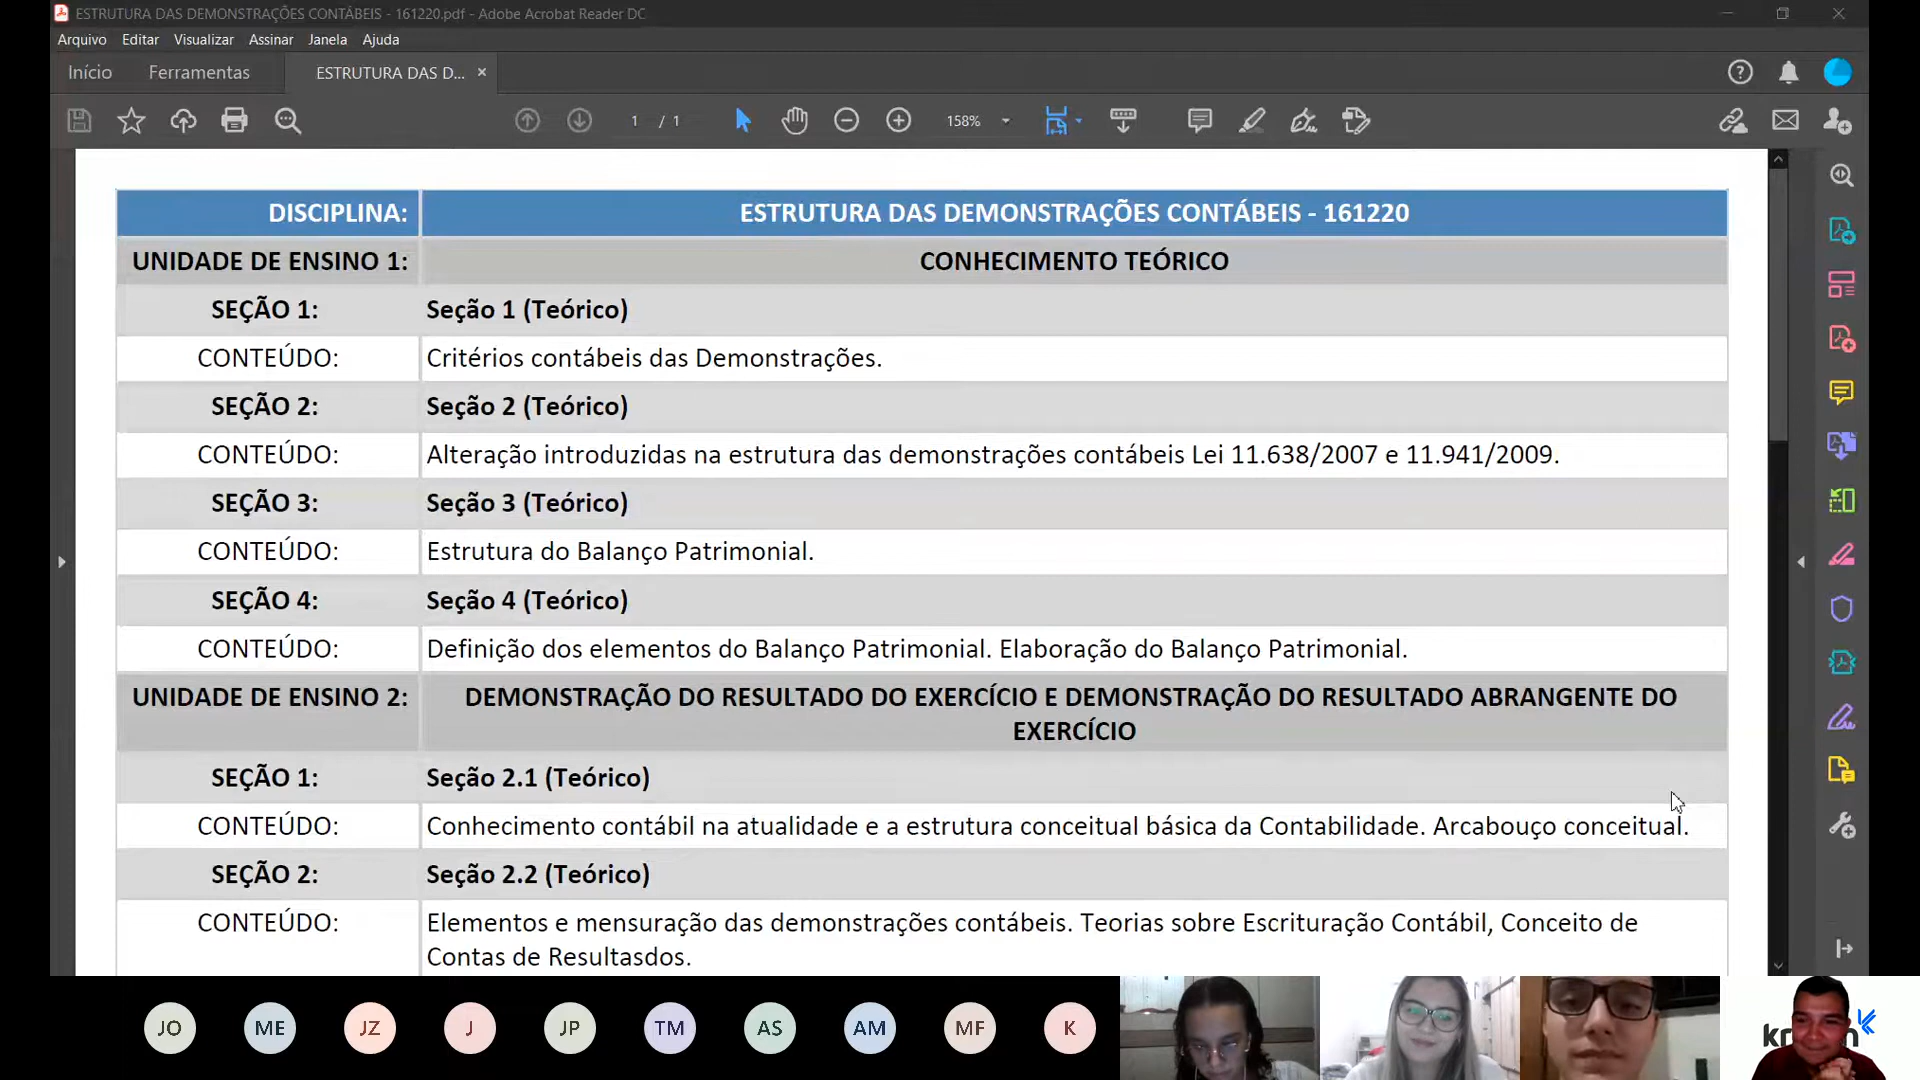 ESTRUTURA DAS DEMONSTRAÇÕES CONTÁBEIS - 161220.pdf - Adobe Acrobat Reader DC
Arquivo Editar Visualizar Assinar Janela Ajuda
Início Ferramentas ESTRUTURA DAS D... ×
1 / 1 158%
DISCIPLINA: ESTRUTURA DAS DEMONSTRAÇÕES CONTÁBEIS - 161220
UNIDADE DE ENSINO 1: CONHECIMENTO TEÓRICO
SEÇÃO 1: Seção 1 (Teórico)
CONTEÚDO: Critérios contábeis das Demonstrações.
SEÇÃO 2: Seção 2 (Teórico)
CONTEÚDO: Alteração introduzidas na estrutura das demonstrações contábeis Lei 11.638/2007 e 11.941/2009.
SEÇÃO 3: Seção 3 (Teórico)
CONTEÚDO: Estrutura do Balanço Patrimonial.
SEÇÃO 4: Seção 4 (Teórico)
CONTEÚDO: Definição dos elementos do Balanço Patrimonial. Elaboração do Balanço Patrimonial.
UNIDADE DE ENSINO 2: DEMONSTRAÇÃO DO RESULTADO DO EXERCÍCIO E DEMONSTRAÇÃO DO RESULTADO ABRANGENTE DO
EXERCÍCIO
SEÇÃO 1: Seção 2.1 (Teórico)
CONTEÚDO: Conhecimento contábil na atualidade e a estrutura conceitual básica da Contabilidade. Arcabouço conceitual.
SEÇÃO 2: Seção 2.2 (Teórico)
CONTEÚDO: Elementos e mensuração das demonstrações contábeis. Teorias sobre Escrituração Contábil, Conceito de
Contas de Resultasdos.
JO ME JZ J JP TM AS AM MF K